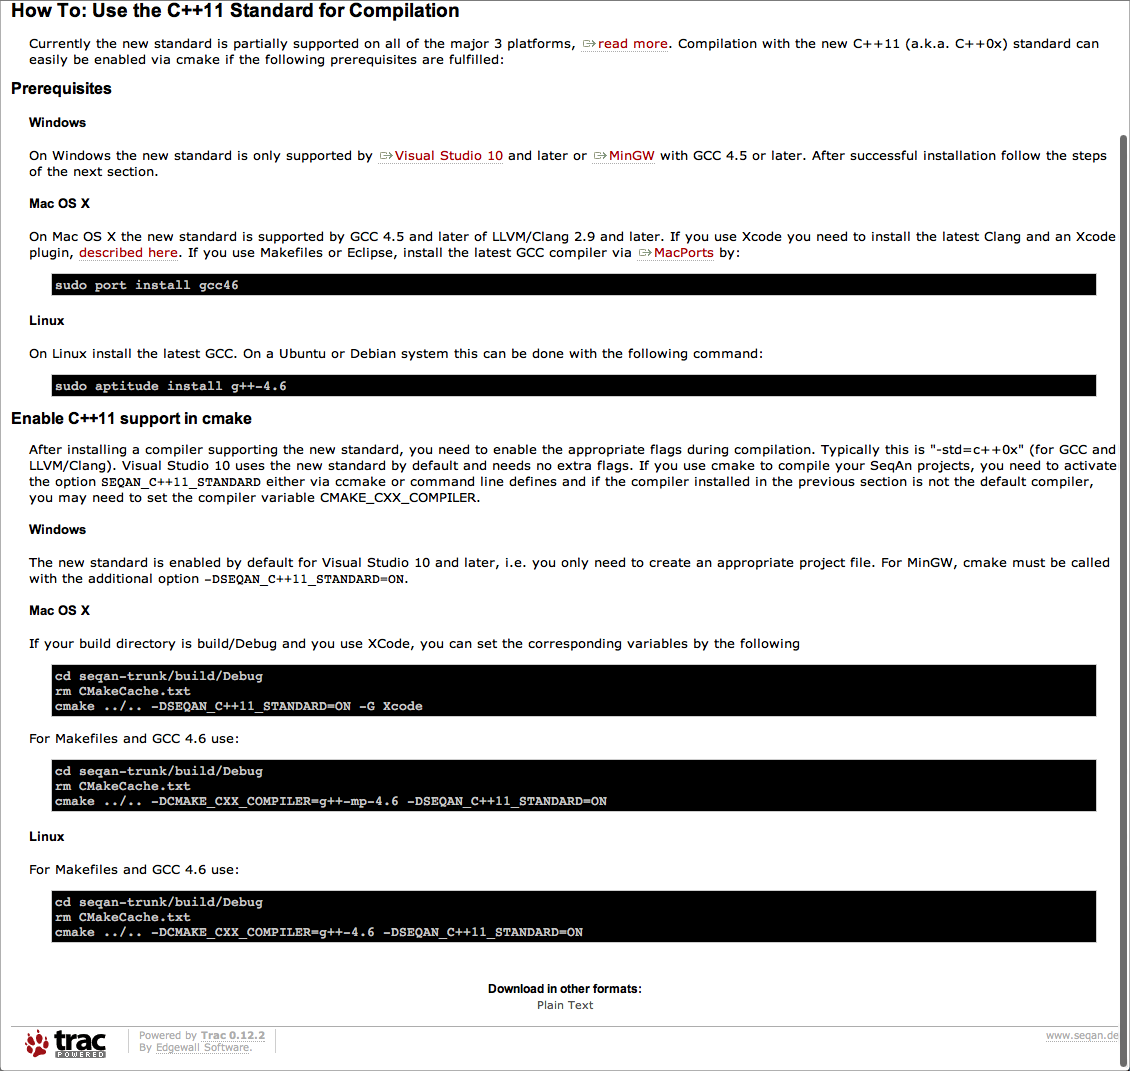 How To: Use the C++11 Standard for Compilation
Currently the new standard is partially supported on all of the major 3 platforms, read more. Compilation with the new C++11 (a.k.a. C++0x) standard can
easily be enabled via cmake if the following prerequisites are fulfilled:
Prerequisites
Windows
On Windows the new standard is only supported by Visual Studio 10 and later or MinGW with GCC 4.5 or later. After successful installation follow the steps
of the next section.
Mac OS X
On Mac OS X the new standard is supported by GCC 4.5 and later of LLVM/Clang 2.9 and later. If you use Xcode you need to install the latest Clang and an Xcode
plugin, described here. If you use Makefiles or Eclipse, install the latest GCC compiler via MacPorts by:
sudo port install gcc46
Linux
On Linux install the latest GCC. On a Ubuntu or Debian system this can be done with the following command:
sudo aptitude install g++-4.6
Enable C++11 support in cmake
After installing a compiler supporting the new standard, you need to enable the appropriate flags during compilation. Typically this is "-std=c++0x" (for GCC and
LLVM/Clang). Visual Studio 10 uses the new standard by default and needs no extra flags. If you use cmake to compile your SeqAn projects, you need to activate
the option SEQAN_C++11_STANDARD either via ccmake or command line defines and if the compiler installed in the previous section is not the default compiler,
you may need to set the compiler variable CMAKE_CXX_COMPILER.
Windows
The new standard is enabled by default for Visual Studio 10 and later, i.e. you only need to create an appropriate project file. For MinGW, cmake must be called
with the additional option -DSEQAN_C++11_STANDARD=ON.
Mac OS X
If your build directory is build/Debug and you use XCode, you can set the corresponding variables by the following
cd seqan-trunk/build/Debug
rm CMakeCache.txt
cmake ../.. -DSEQAN_C++11_STANDARD=ON -G Xcode
For Makefiles and GCC 4.6 use:
cd seqan-trunk/build/Debug
rm CMakeCache.txt
cmake ../.. -DCMAKE_CXX_COMPILER=g++-mp-4.6 -DSEQAN_C++11_STANDARD=ON
Linux
For Makefiles and GCC 4.6 use:
cd seqan-trunk/build/Debug
rm CMakeCache.txt
cmake ../.. -DCMAKE_CXX_COMPILER=g++-4.6 -DSEQAN_C++11_STANDARD=ON
Download in other formats:
Plain Text
trac
POWERED
Powered by Trac 0.12.2
By Edgewall Software.
www.seqan.de